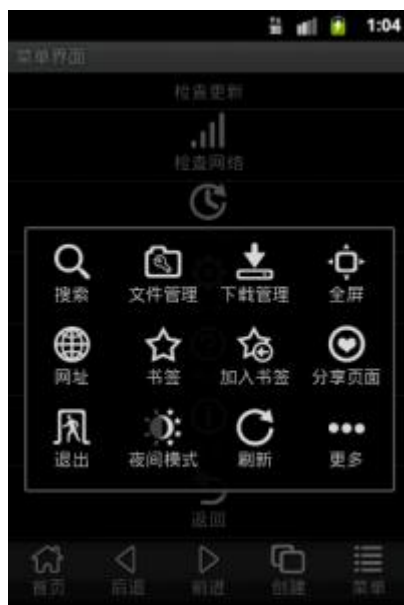 1:04
菜单界面
检查更新
检查网络
搜索 文件管理 下载管理 全屏
网址 书签 加入书签 分享页面
退出 夜间模式 刷新 更多
返回
首页 后退 前进 创建 菜单